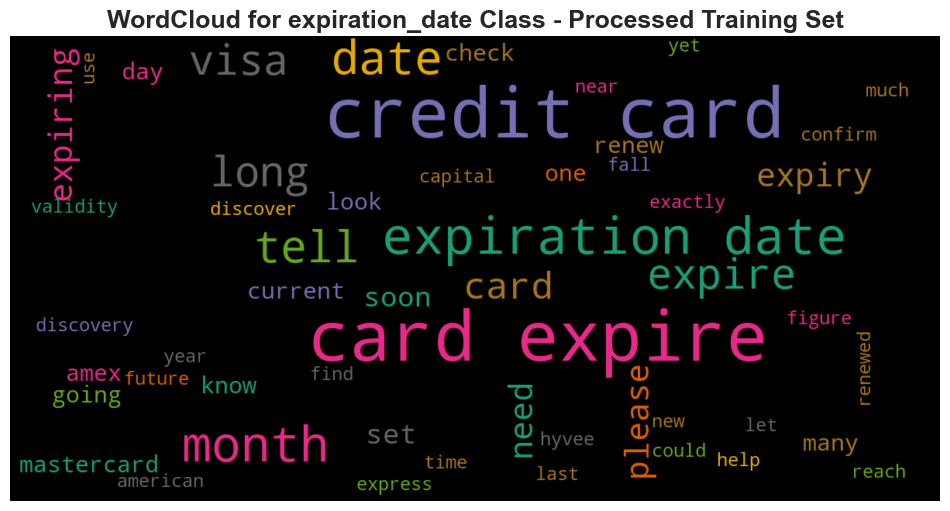 WordCloud for expiration_date Class - Processed Training Set
expiring
use
day
visa
date
check
yet
near
much
credit card
confirm
renew
long
capital
one
fall
expiry
validity
discover
look
exactly
tell
expiration date
expire
current
soon
card
discovery
card expire
figure
year
amex
future
know
find
going
renewed
need
please
month
set
hyvee
new
let
many
could
mastercard
time
help
american
express
last
reach